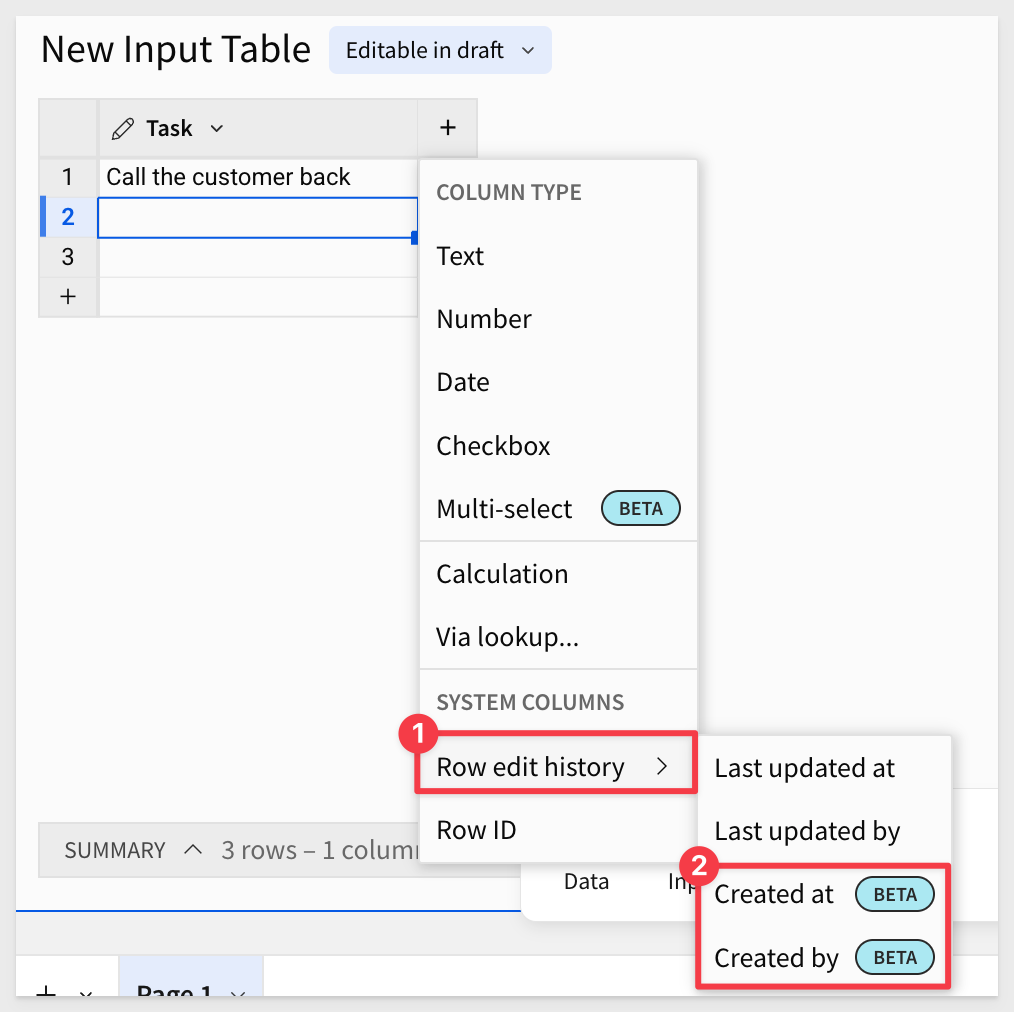 New Input Table Editable in draft
Task +
1 Call the customer back
2
3
+
COLUMN TYPE
Text
Number
Date
Checkbox
Multi-select BETA
Calculation
Via lookup...
SYSTEM COLUMNS
1
Row edit history
Row ID
Last updated at
Last updated by
2
Created at BETA
Created by BETA
SUMMARY 3 rows – 1 colum
Data Inp
+ Page 1